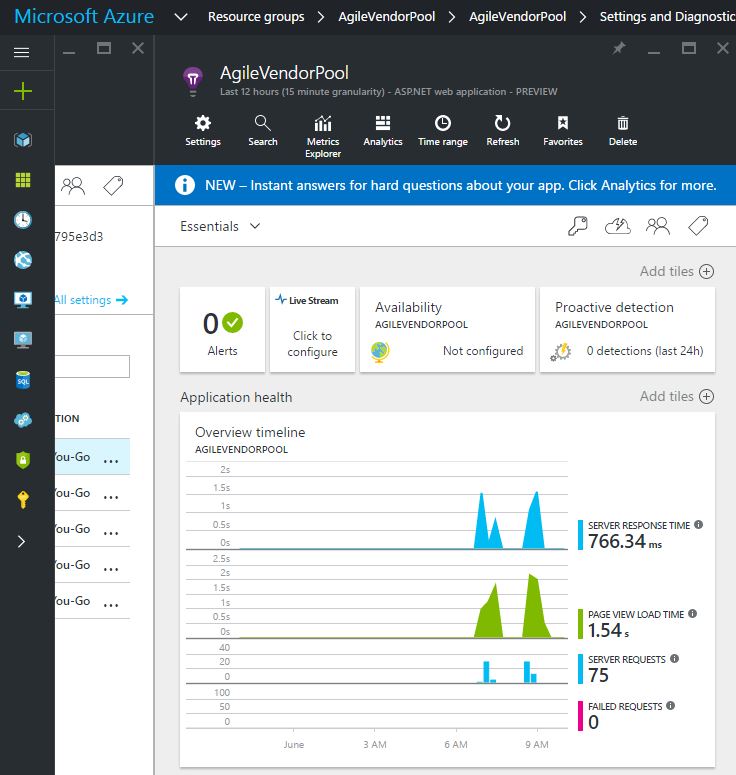 Microsoft Azure
Resource groups
AgileVendorPool
AgileVendorPool
Settings and Diagnostic
AgileVendorPool
Last 12 hours (15 minute granularity) - ASP.NET web application - PREVIEW
Settings
Search
Metrics
Explorer
Analytics
Time range
Refresh
Favorites
Delete
NEW – Instant answers for hard questions about your app. Click Analytics for more.
795e3d3
All settings
TION
You-Go ...
You-Go ...
You-Go ...
You-Go ...
You-Go ...
SQL
Essentials
Add tiles
0
Alerts
Live Stream
Click to
configure
Availability
AGILEVENDORPOOL
Not configured
Proactive detection
AGILEVENDORPOOL
0 detections (last 24h)
Application health
Add tiles
Overview timeline
AGILEVENDORPOOL
2s
1.5s
1s
0.5s
0s
SERVER RESPONSE TIME
766.34 ms
2.5s
2s
1.5s
1s
0.5s
0s
PAGE VIEW LOAD TIME
1.54 s
40
20
0
SERVER REQUESTS
75
100
50
0
FAILED REQUESTS
0
June
3 AM
6 AM
9 AM